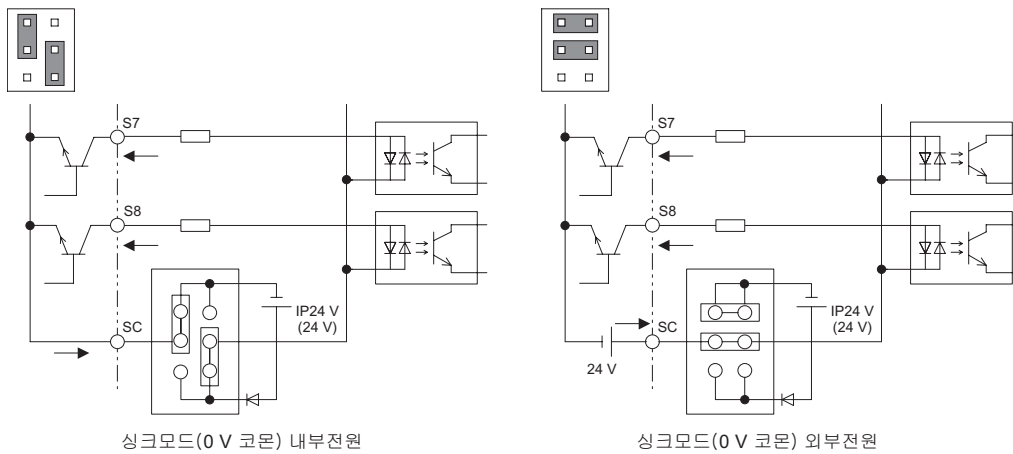 S7
S8
IP24 V
(24 V)
SC
싱크모드(0 V 코몬) 내부전원
S7
S8
IP24 V
(24 V)
SC
24 V
싱크모드(0 V 코몬) 외부전원